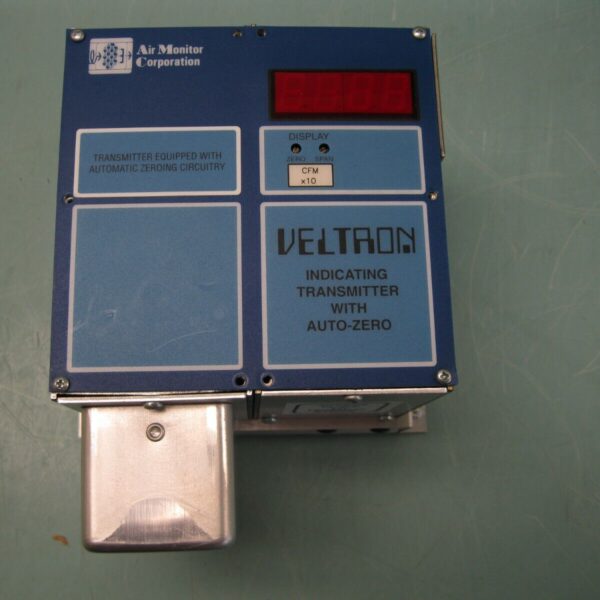 Air Monitor
Corporation
TRANSMITTER EQUIPPED WITH
AUTOMATIC ZEROING CIRCUITRY
DISPLAY
ZERO SPAN
CFM
x10
VELTRON
INDICATING
TRANSMITTER
WITH
AUTO-ZERO